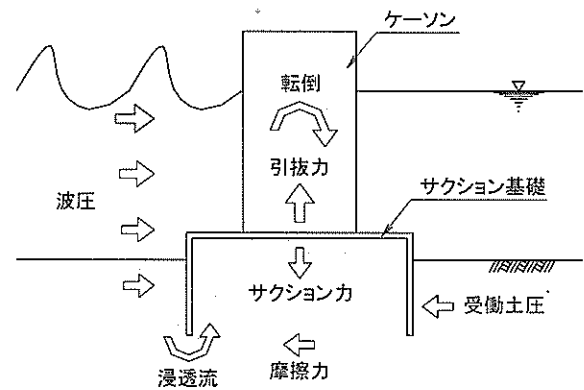 ケーソン
転倒
引抜力
波圧
サクション基礎
サクション力
受働土圧
浸透流
摩擦力